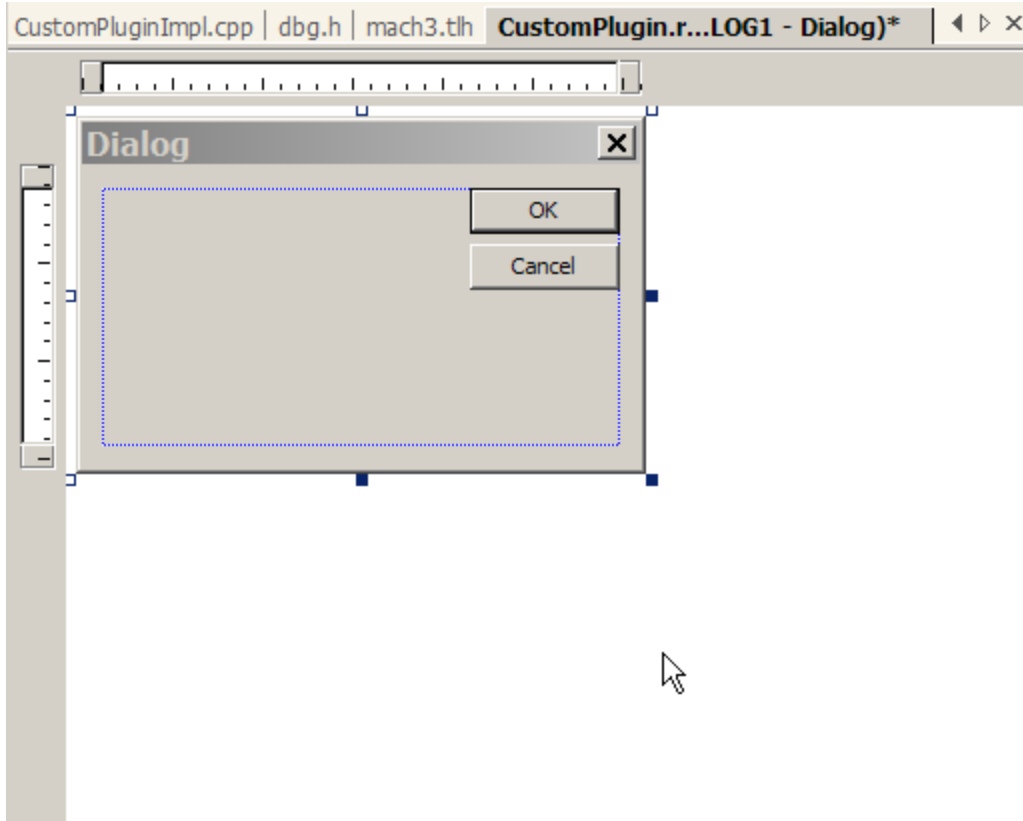 CustomPluginImpl.cpp | dbg.h | mach3.tlh CustomPlugin.r...LOG1 - Dialog)*
Dialog
OK
Cancel